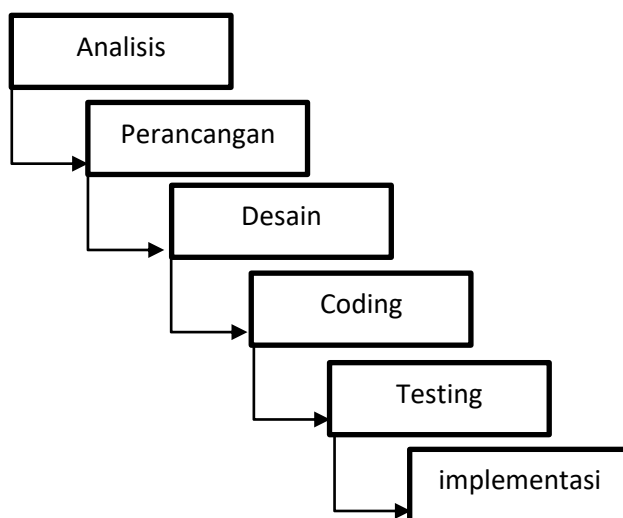 Analisis
Perancangan
Desain
Coding
Testing
implementasi